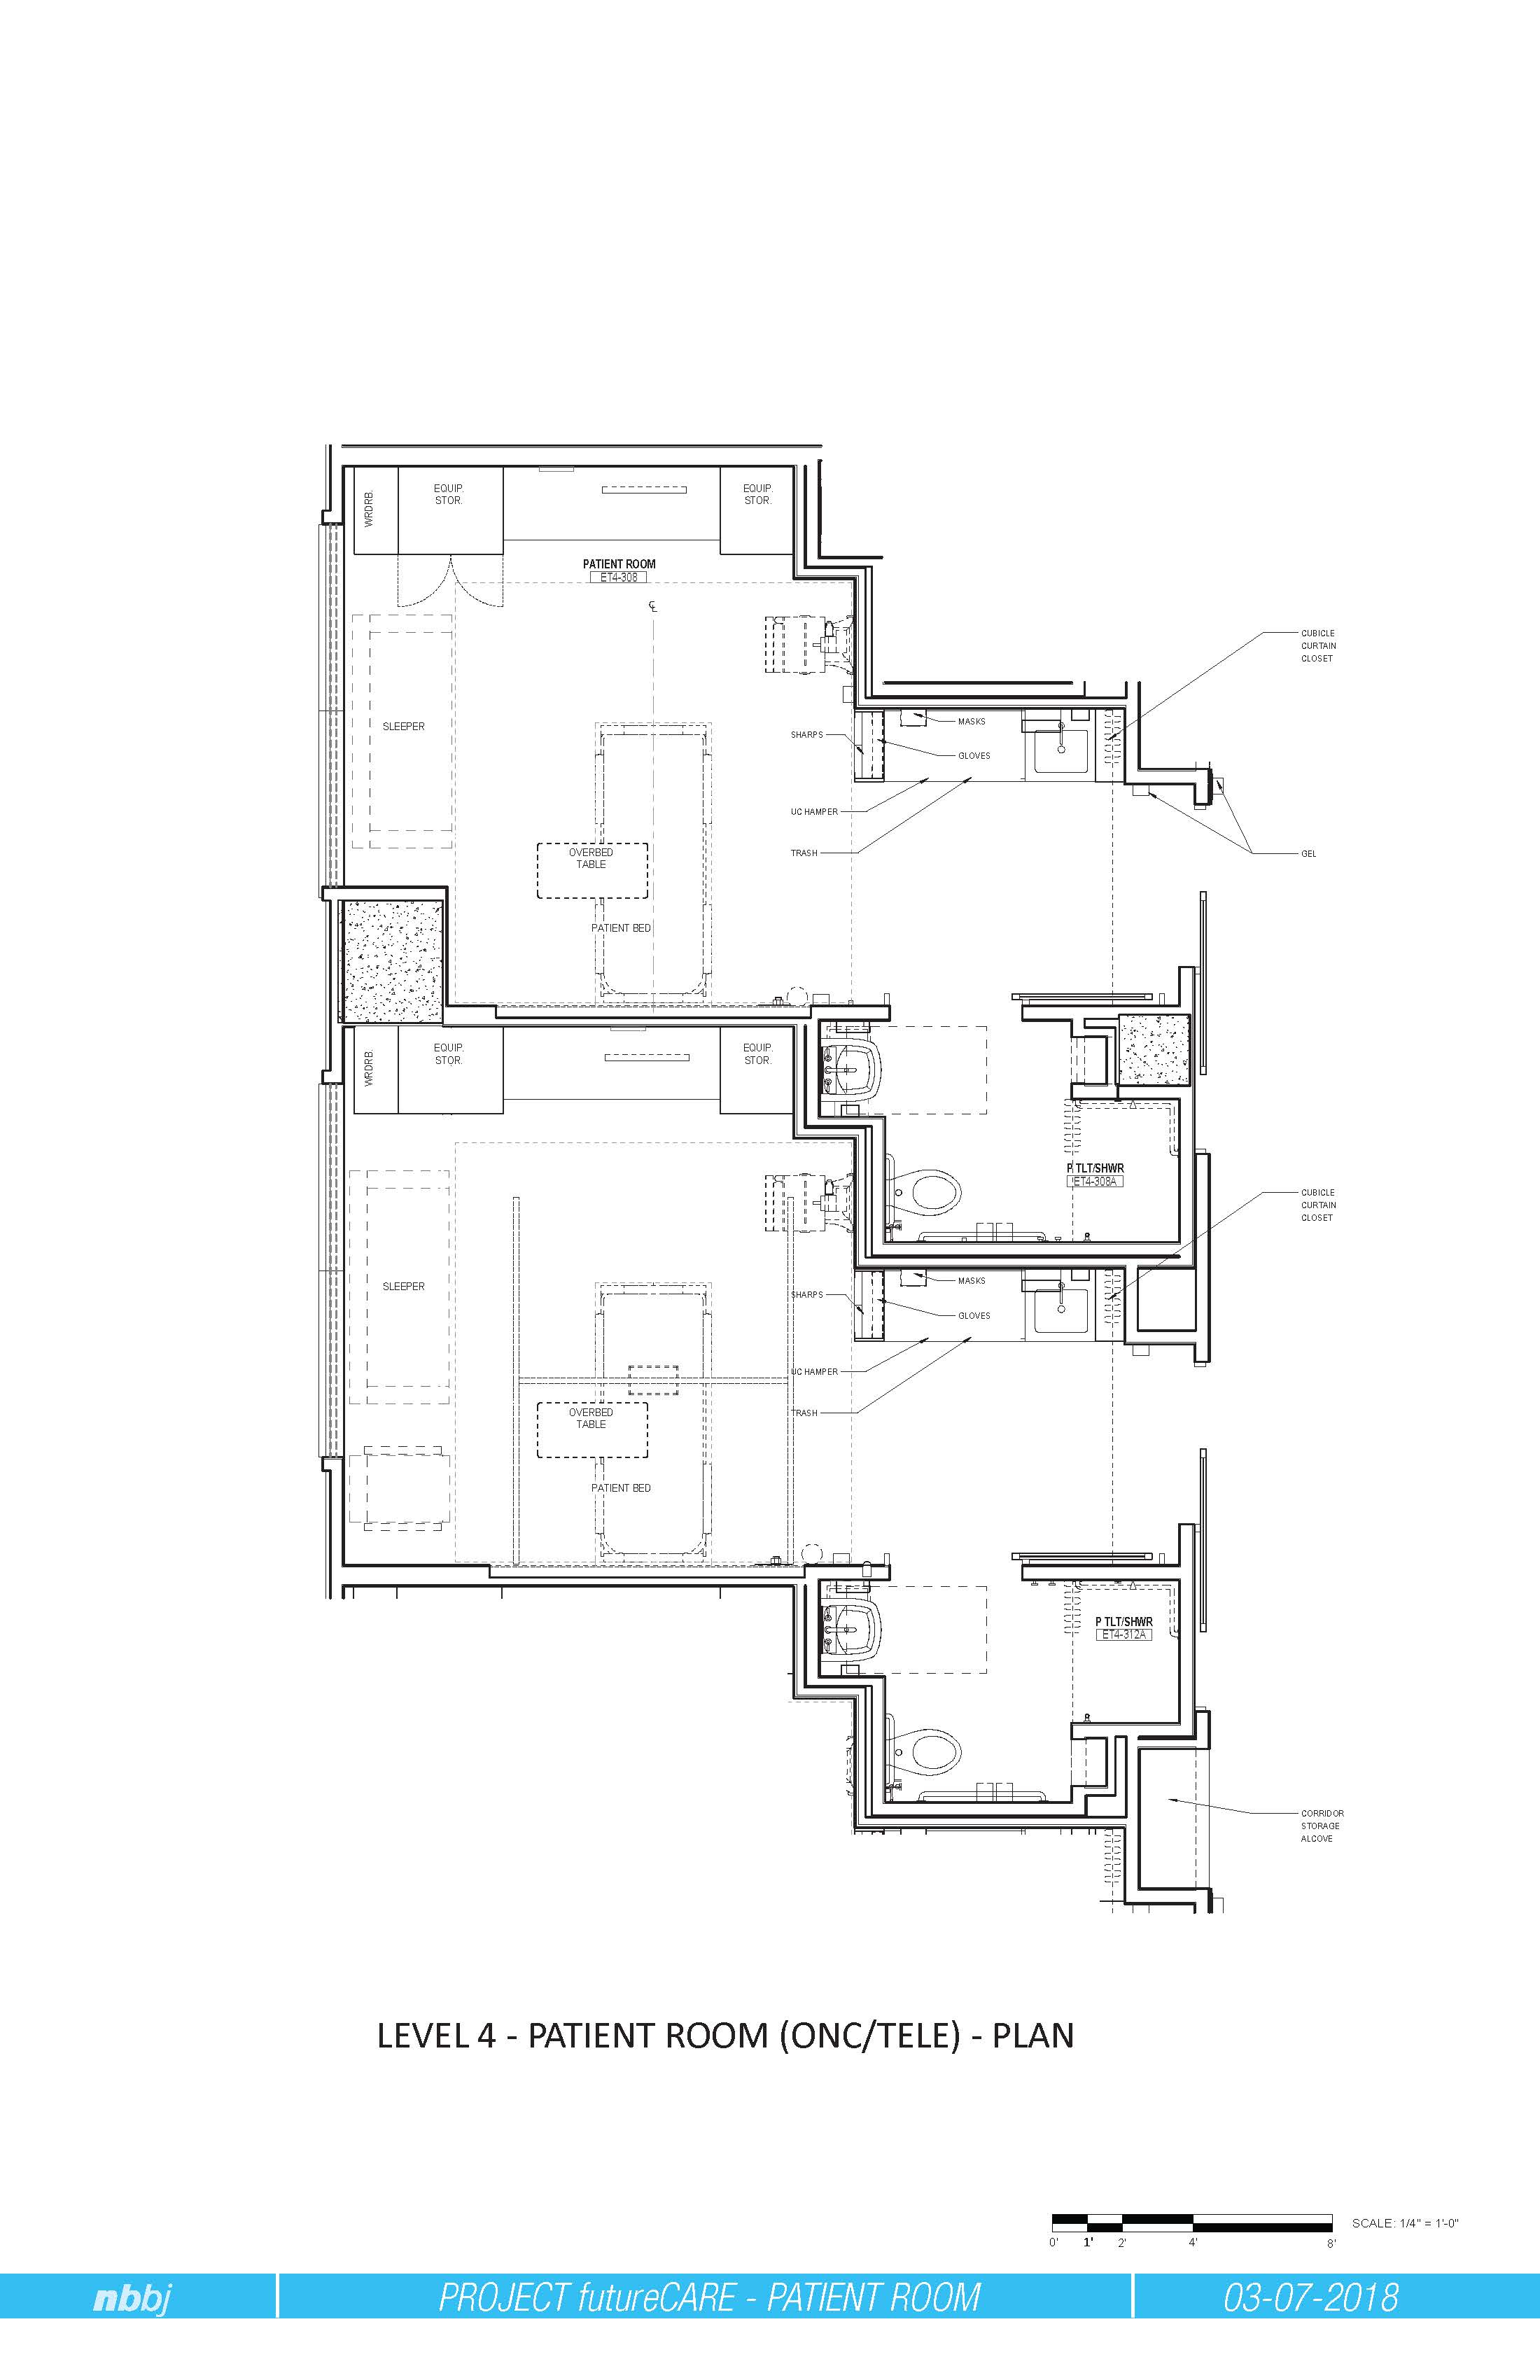 WRDRB.
EQUIP.
STOR.
EQUIP.
STOR.
PATIENT ROOM
ET4-308
CL
CUBICLE
CURTAIN
CLOSET
SLEEPER
MASKS
SHARPS
GLOVES
UC HAMPER
TRASH
GEL
OVERBED
TABLE
PATIENT BED
WRDRB.
EQUIP.
STOR.
EQUIP.
STOR.
P TLT/SHWR
ET4-308A
CUBICLE
CURTAIN
CLOSET
SLEEPER
MASKS
SHARPS
GLOVES
UC HAMPER
TRASH
OVERBED
TABLE
PATIENT BED
P TLT/SHWR
ET4-312A
CORRIDOR
STORAGE
ALCOVE
LEVEL 4 - PATIENT ROOM (ONC/TELE) - PLAN
SCALE: 1/4" = 1'-0"
0' 1' 2' 4' 8'
nbbj
PROJECT futureCARE - PATIENT ROOM
03-07-2018